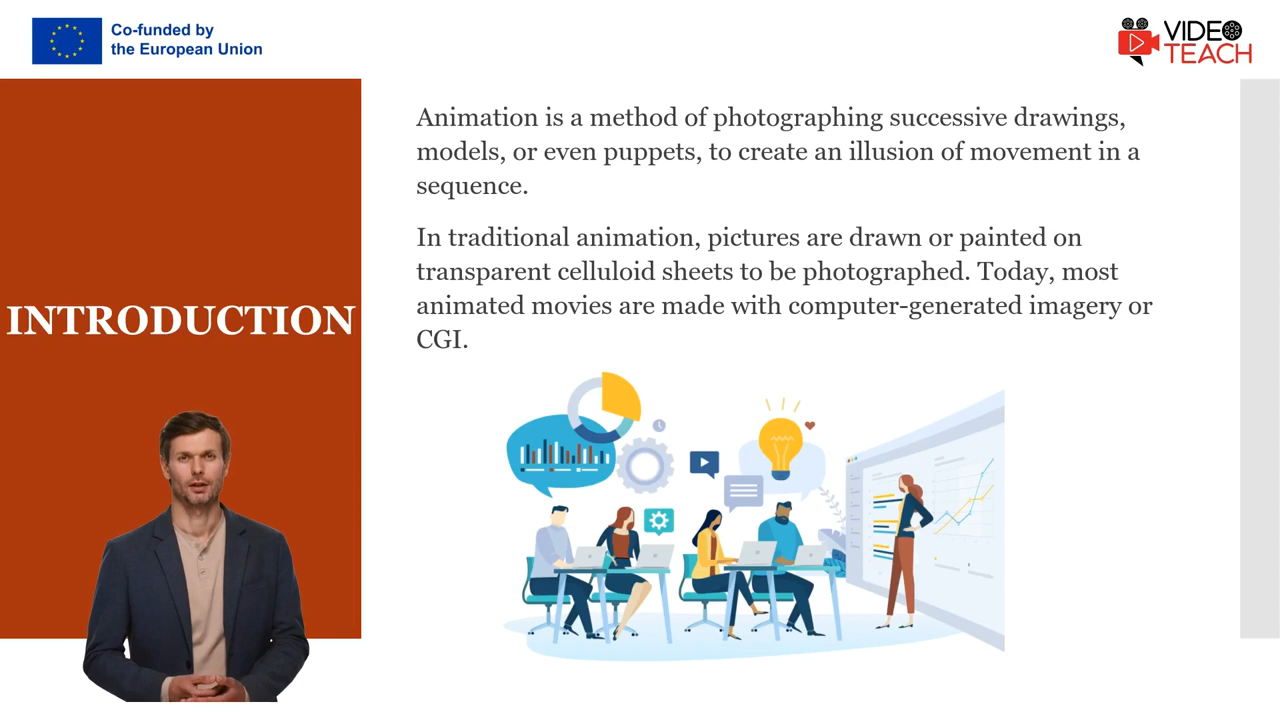 Co-funded by
the European Union
VIDEO
TEACH
INTRODUCTION
Animation is a method of photographing successive drawings,
models, or even puppets, to create an illusion of movement in a
sequence.
In traditional animation, pictures are drawn or painted on
transparent celluloid sheets to be photographed. Today, most
animated movies are made with computer-generated imagery or
CGI.